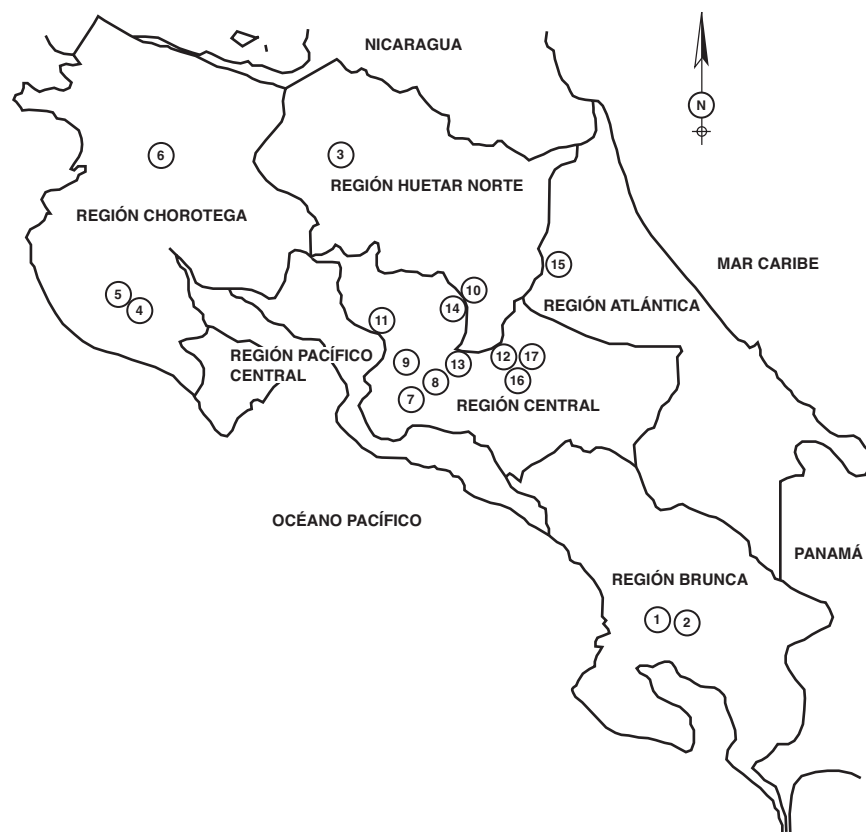 NICARAGUA
N
6
3
REGIÓN HUETAR NORTE
REGIÓN CHOROTEGA
MAR CARIBE
15
5
10
4
14
REGIÓN ATLÁNTICA
11
REGIÓN PACÍFICO
CENTRAL
9
13
12
17
8
16
7
REGIÓN CENTRAL
OCÉANO PACÍFICO
PANAMÁ
REGIÓN BRUNCA
1
2